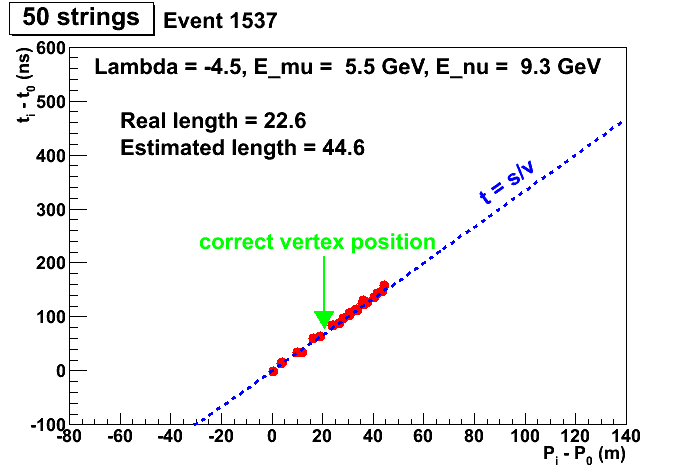 50 strings
Event 1537
t_i - t_0 (ns)
600
500
400
300
200
100
0
-100
Lambda = -4.5, E_mu =  5.5 GeV, E_nu =  9.3 GeV
Real length = 22.6
Estimated length = 44.6
t = s/v
correct vertex position
-80 -60 -40 -20 0 20 40 60 80 100 120 140
P_i - P_0 (m)